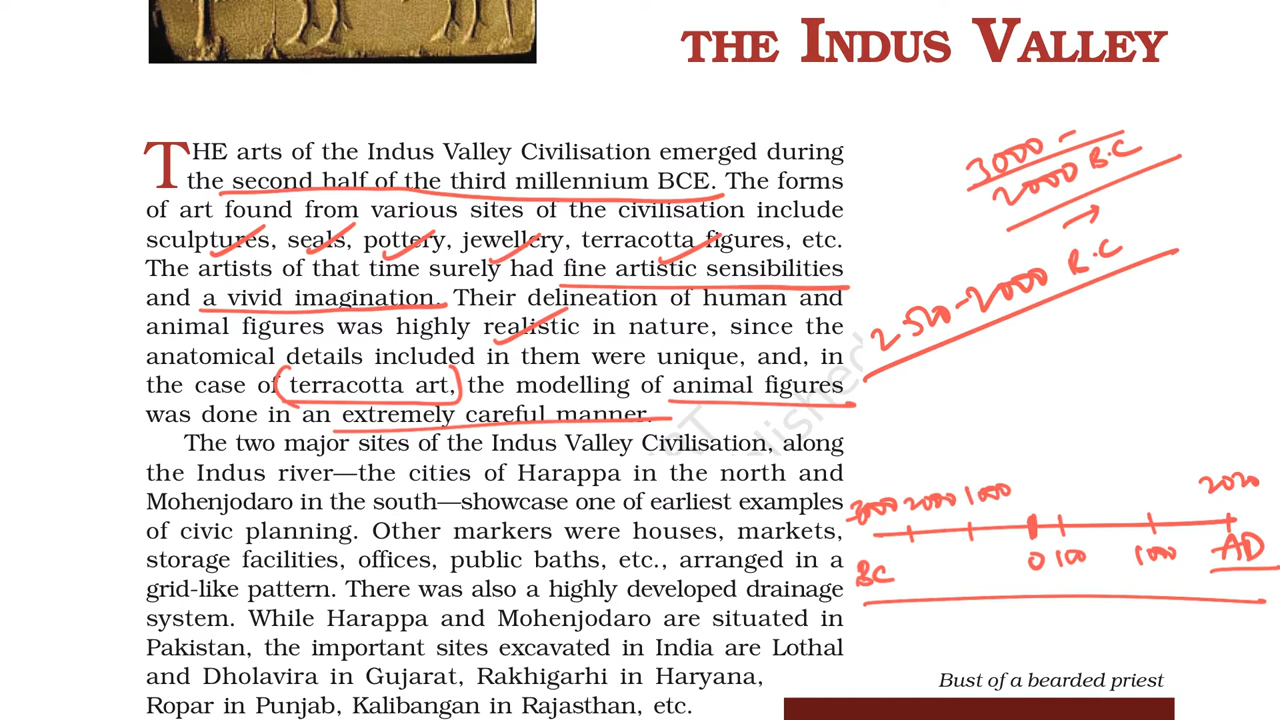 THE INDUS VALLEY
THE arts of the Indus Valley Civilisation emerged during
the second half of the third millennium BCE. The forms
of art found from various sites of the civilisation include
sculptures, seals, pottery, jewellery, terracotta figures, etc.
The artists of that time surely had fine artistic sensibilities
and a vivid imagination. Their delineation of human and
animal figures was highly realistic in nature, since the
anatomical details included in them were unique, and, in
the case of terracotta art, the modelling of animal figures
was done in an extremely careful manner.
The two major sites of the Indus Valley Civilisation, along
the Indus river—the cities of Harappa in the north and
Mohenjodaro in the south—showcase one of earliest examples
of civic planning. Other markers were houses, markets,
storage facilities, offices, public baths, etc., arranged in a
grid-like pattern. There was also a highly developed drainage
system. While Harappa and Mohenjodaro are situated in
Pakistan, the important sites excavated in India are Lothal
and Dholavira in Gujarat, Rakhigarhi in Haryana,
Ropar in Punjab, Kalibangan in Rajasthan, etc.
3000 -
2000 B.C
2500-2000 B.C
3000 2000 1000 2020
BC 0 100 1000 AD
Bust of a bearded priest